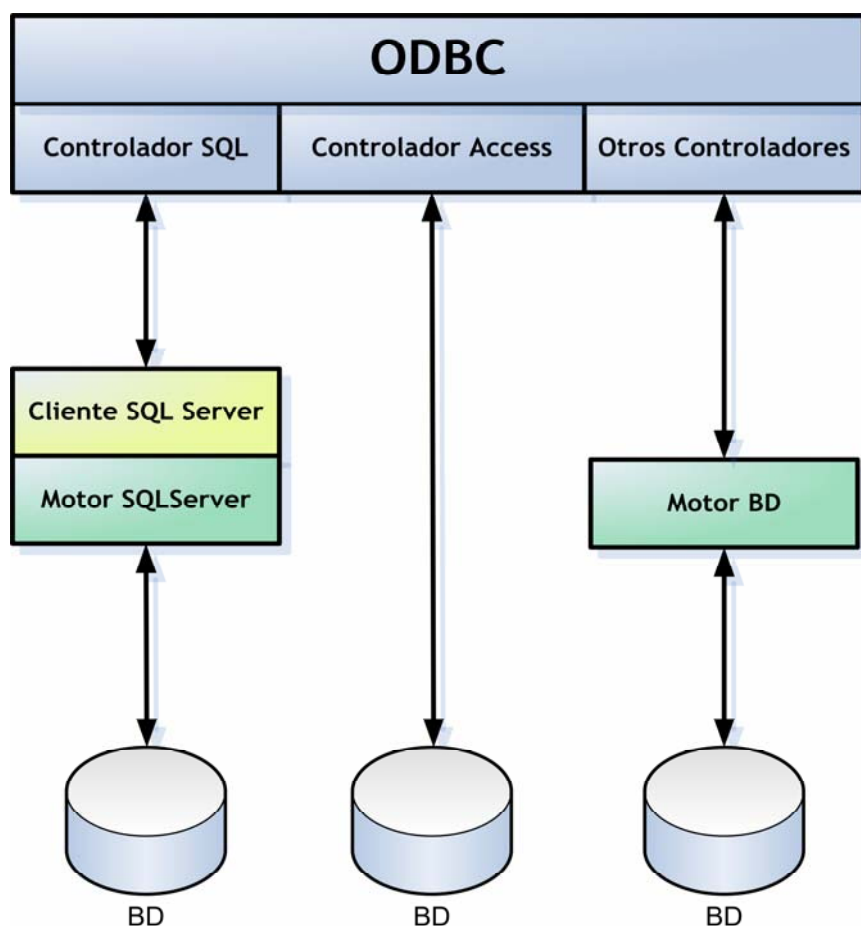 ODBC
Controlador SQL
Controlador Access
Otros Controladores
Cliente SQL Server
Motor SQLServer
Motor BD
BD
BD
BD